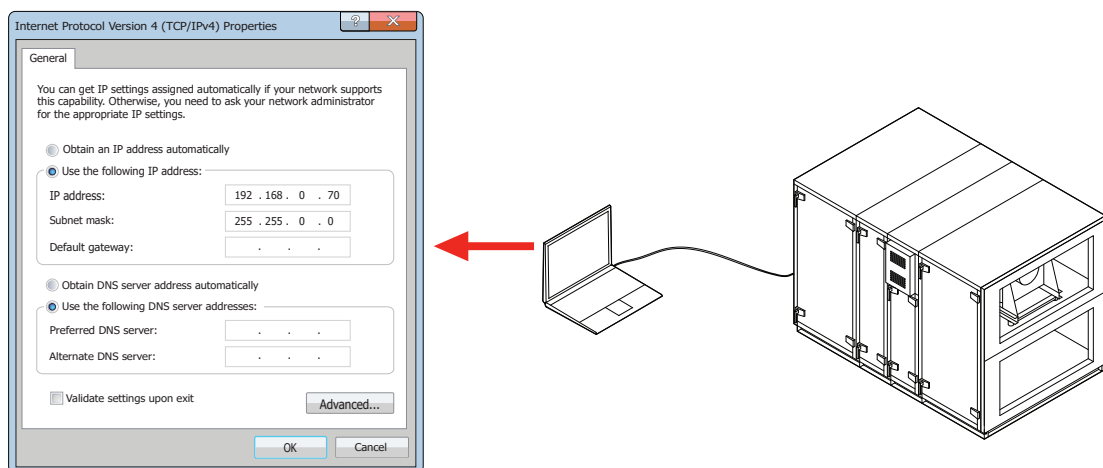 Internet Protocol Version 4 (TCP/IPv4) Properties
?
X
General
You can get IP settings assigned automatically if your network supports
this capability. Otherwise, you need to ask your network administrator
for the appropriate IP settings.
Obtain an IP address automatically
Use the following IP address:
IP address: 192 . 168 . 0 . 70
Subnet mask: 255 . 255 . 0 . 0
Default gateway: . . .
Obtain DNS server address automatically
Use the following DNS server addresses:
Preferred DNS server: . . .
Alternate DNS server: . . .
Validate settings upon exit
Advanced...
OK Cancel